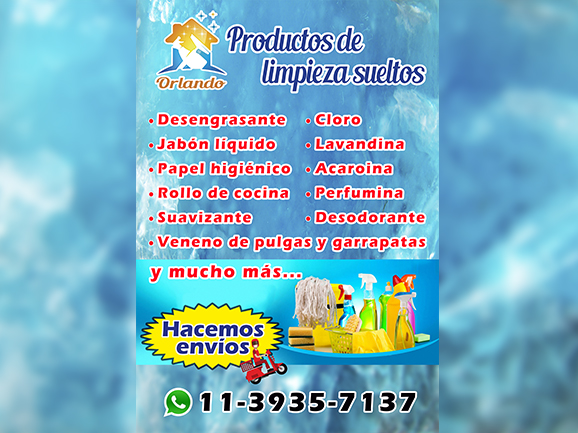 Orlando
Productos de
limpieza sueltos
• Desengrasante
• Jabón líquido
• Papel higiénico
• Rollo de cocina
• Suavizante
• Cloro
• Lavandina
• Acaroina
• Perfumina
• Desodorante
• Veneno de pulgas y garrapatas
y mucho más...
Hacemos
envíos
11-3935-7137